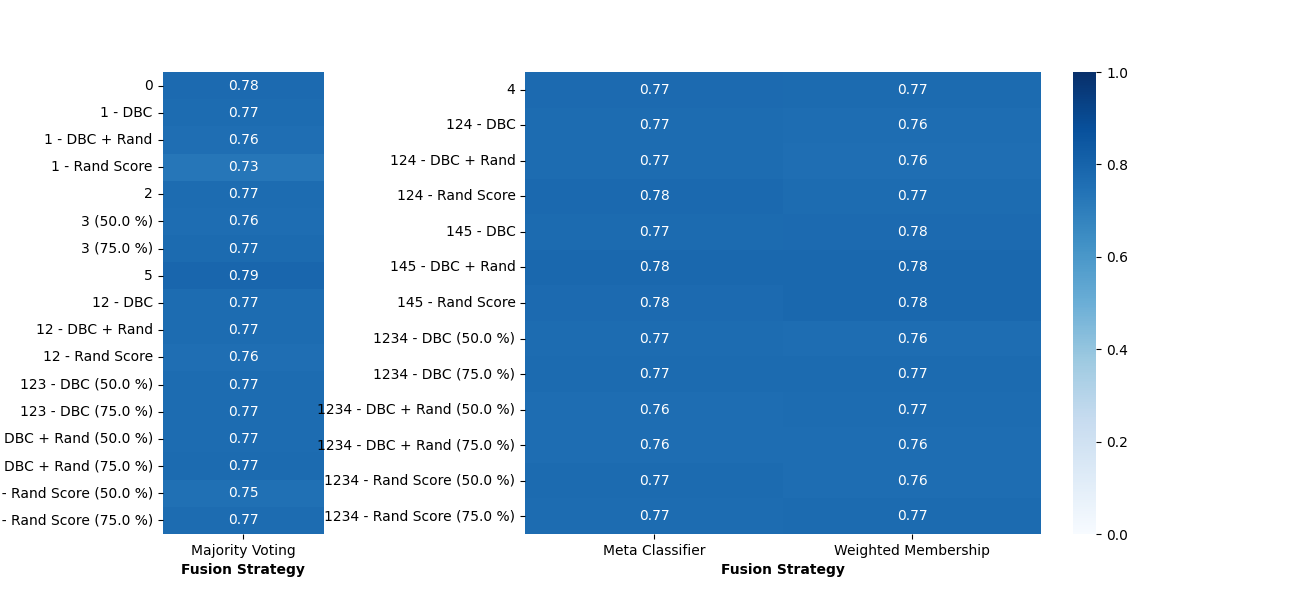 0 0.78
1 - DBC 0.77
1 - DBC + Rand 0.76
1 - Rand Score 0.73
2 0.77
3 (50.0 %) 0.76
3 (75.0 %) 0.77
5 0.79
12 - DBC 0.77
12 - DBC + Rand 0.77
12 - Rand Score 0.76
123 - DBC (50.0 %) 0.77
123 - DBC (75.0 %) 0.77
DBC + Rand (50.0 %) 0.77
DBC + Rand (75.0 %) 0.77
- Rand Score (50.0 %) 0.75
- Rand Score (75.0 %) 0.77
Majority Voting
Fusion Strategy
4 0.77 0.77
124 - DBC 0.77 0.76
124 - DBC + Rand 0.77 0.76
124 - Rand Score 0.78 0.77
145 - DBC 0.77 0.78
145 - DBC + Rand 0.78 0.78
145 - Rand Score 0.78 0.78
1234 - DBC (50.0 %) 0.77 0.76
1234 - DBC (75.0 %) 0.77 0.77
1234 - DBC + Rand (50.0 %) 0.76 0.77
1234 - DBC + Rand (75.0 %) 0.76 0.76
1234 - Rand Score (50.0 %) 0.77 0.76
1234 - Rand Score (75.0 %) 0.77 0.77
Meta Classifier Weighted Membership
Fusion Strategy
1.0
0.8
0.6
0.4
0.2
0.0